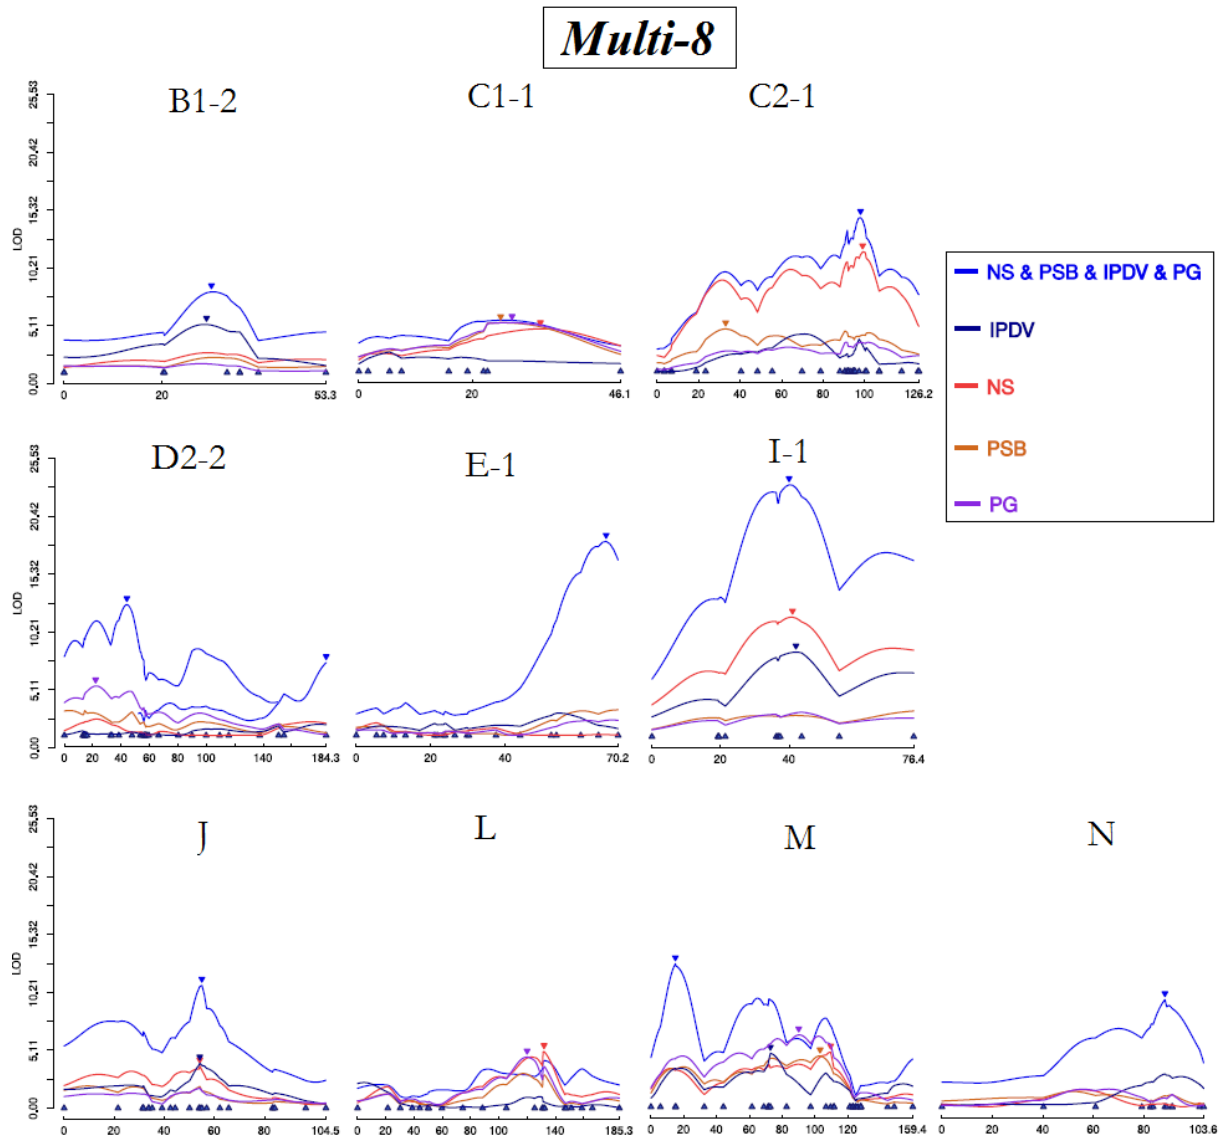 Multi-8
B1-2
C1-1
C2-1
LOD
0,00 5,11 10,21 15,32 20,42 25,53
0 20 53.3
0 20 46.1
0 20 40 60 80 100 126.2
NS & PSB & IPDV & PG
IPDV
NS
PSB
PG
D2-2
E-1
I-1
LOD
0,00 5,11 10,21 15,32 20,42 25,53
0 20 40 60 80 100 140 184.3
0 20 40 70.2
0 40 76.4
J
L
M
N
LOD
0,00 5,11 10,21 15,32 20,42 25,53
0 20 40 60 80 104.5
0 20 40 60 80 120 140 185.3
0 20 40 60 80 100 120 159.4
0 20 40 60 80 103.6